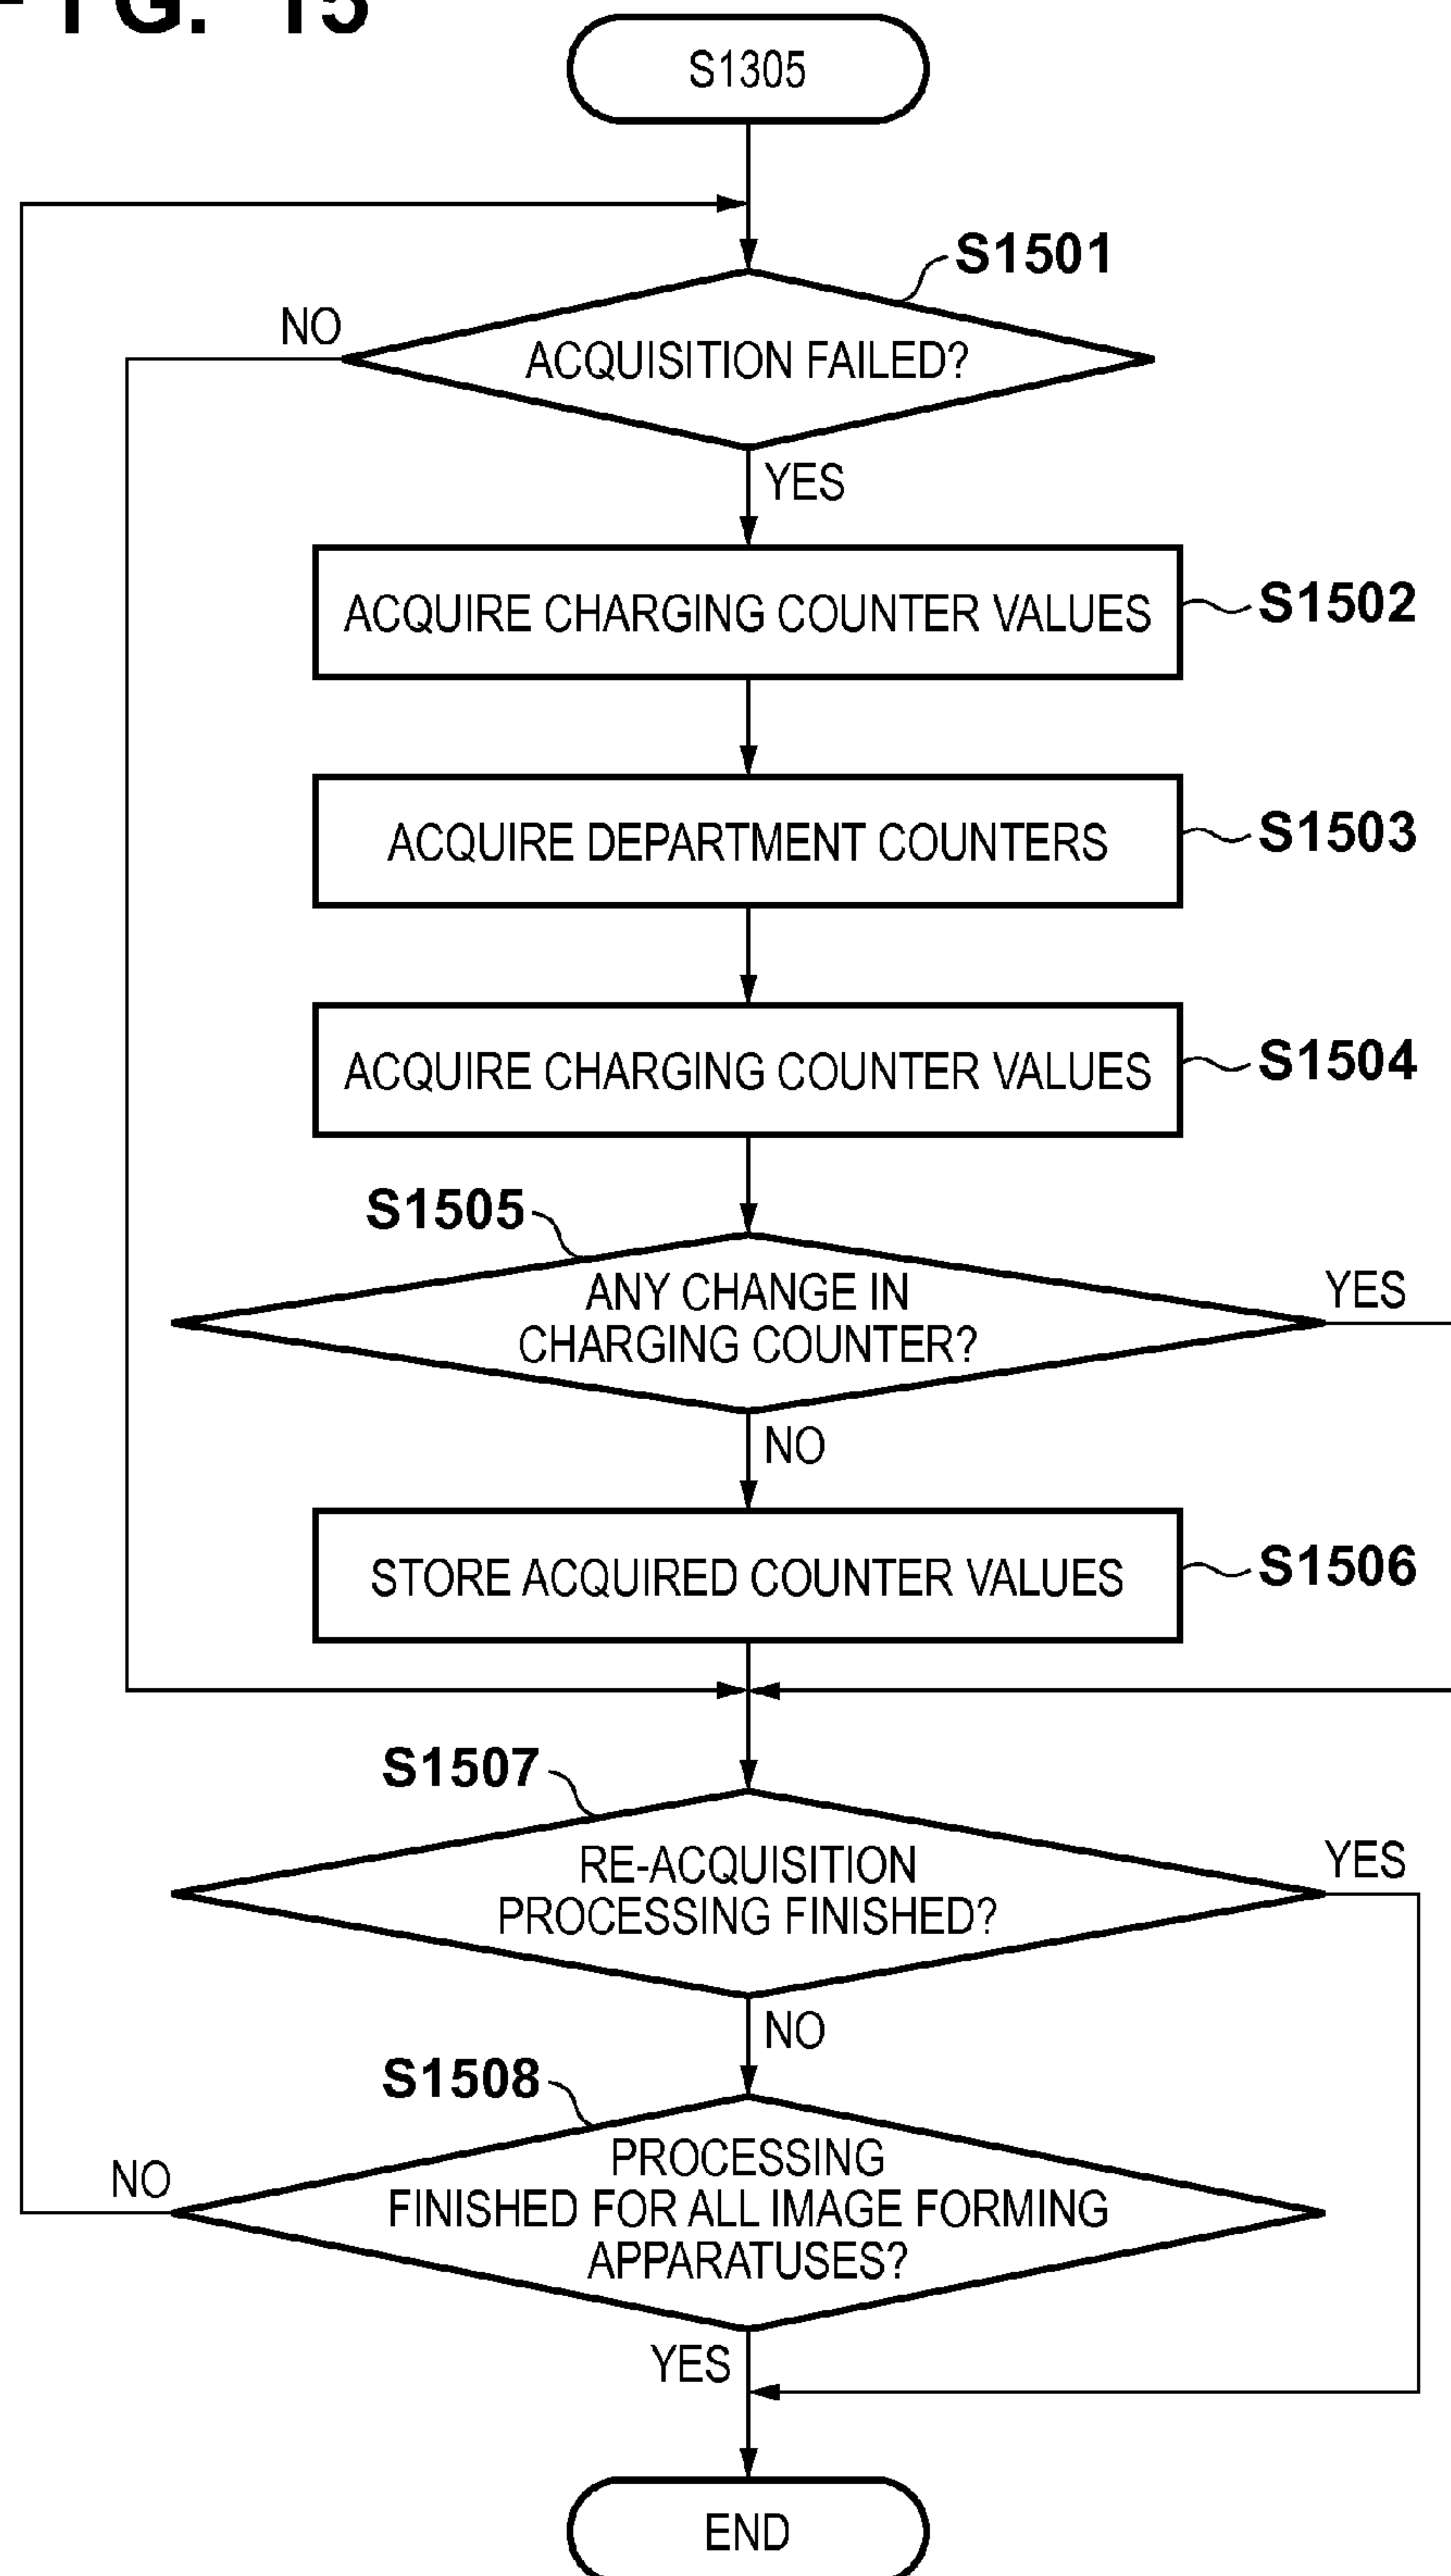 FIG. 15
S1305
S1501
NO
ACQUISITION FAILED?
YES
ACQUIRE CHARGING COUNTER VALUES
S1502
ACQUIRE DEPARTMENT COUNTERS
S1503
ACQUIRE CHARGING COUNTER VALUES
S1504
S1505
ANY CHANGE IN
CHARGING COUNTER?
YES
NO
STORE ACQUIRED COUNTER VALUES
S1506
S1507
RE-ACQUISITION
PROCESSING FINISHED?
YES
NO
S1508
PROCESSING
FINISHED FOR ALL IMAGE FORMING
APPARATUSES?
NO
YES
END